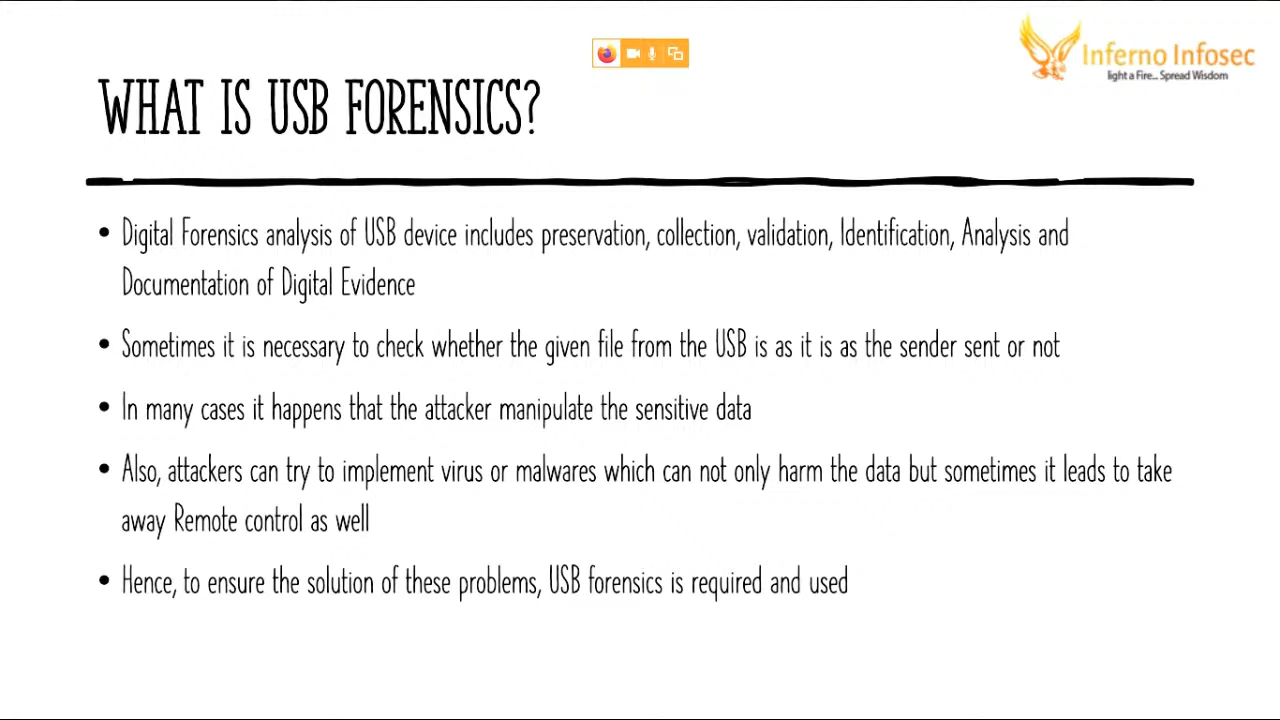 Inferno Infosec
light a Fire... Spread Wisdom
WHAT IS USB FORENSICS?
• Digital Forensics analysis of USB device includes preservation, collection, validation, Identification, Analysis and
Documentation of Digital Evidence
• Sometimes it is necessary to check whether the given file from the USB is as it is as the sender sent or not
• In many cases it happens that the attacker manipulate the sensitive data
• Also, attackers can try to implement virus or malwares which can not only harm the data but sometimes it leads to take
away Remote control as well
• Hence, to ensure the solution of these problems, USB forensics is required and used